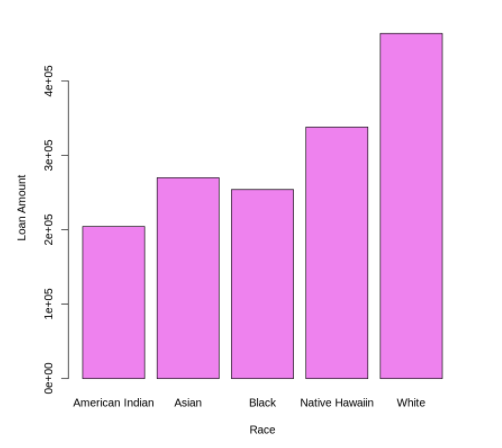 4e+05
3e+05
2e+05
1e+05
0e+00
Loan Amount
American Indian Asian Black Native Hawaiin White
Race